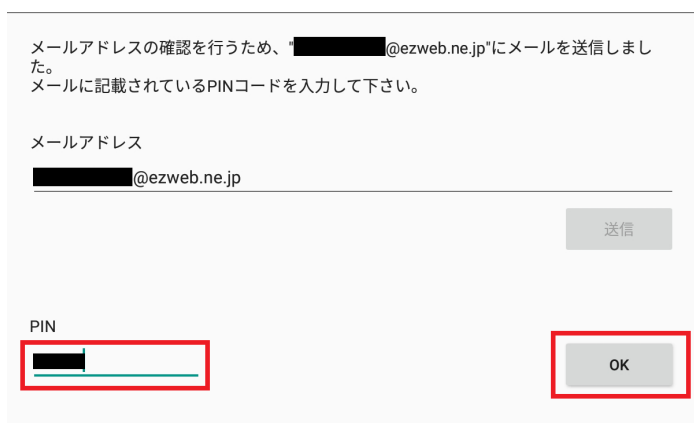 メールアドレスの確認を行うため、"@ezweb.ne.jp"にメールを送信しまし
た。
メールに記載されているPINコードを入力して下さい。
メールアドレス
@ezweb.ne.jp
送信
PIN
OK